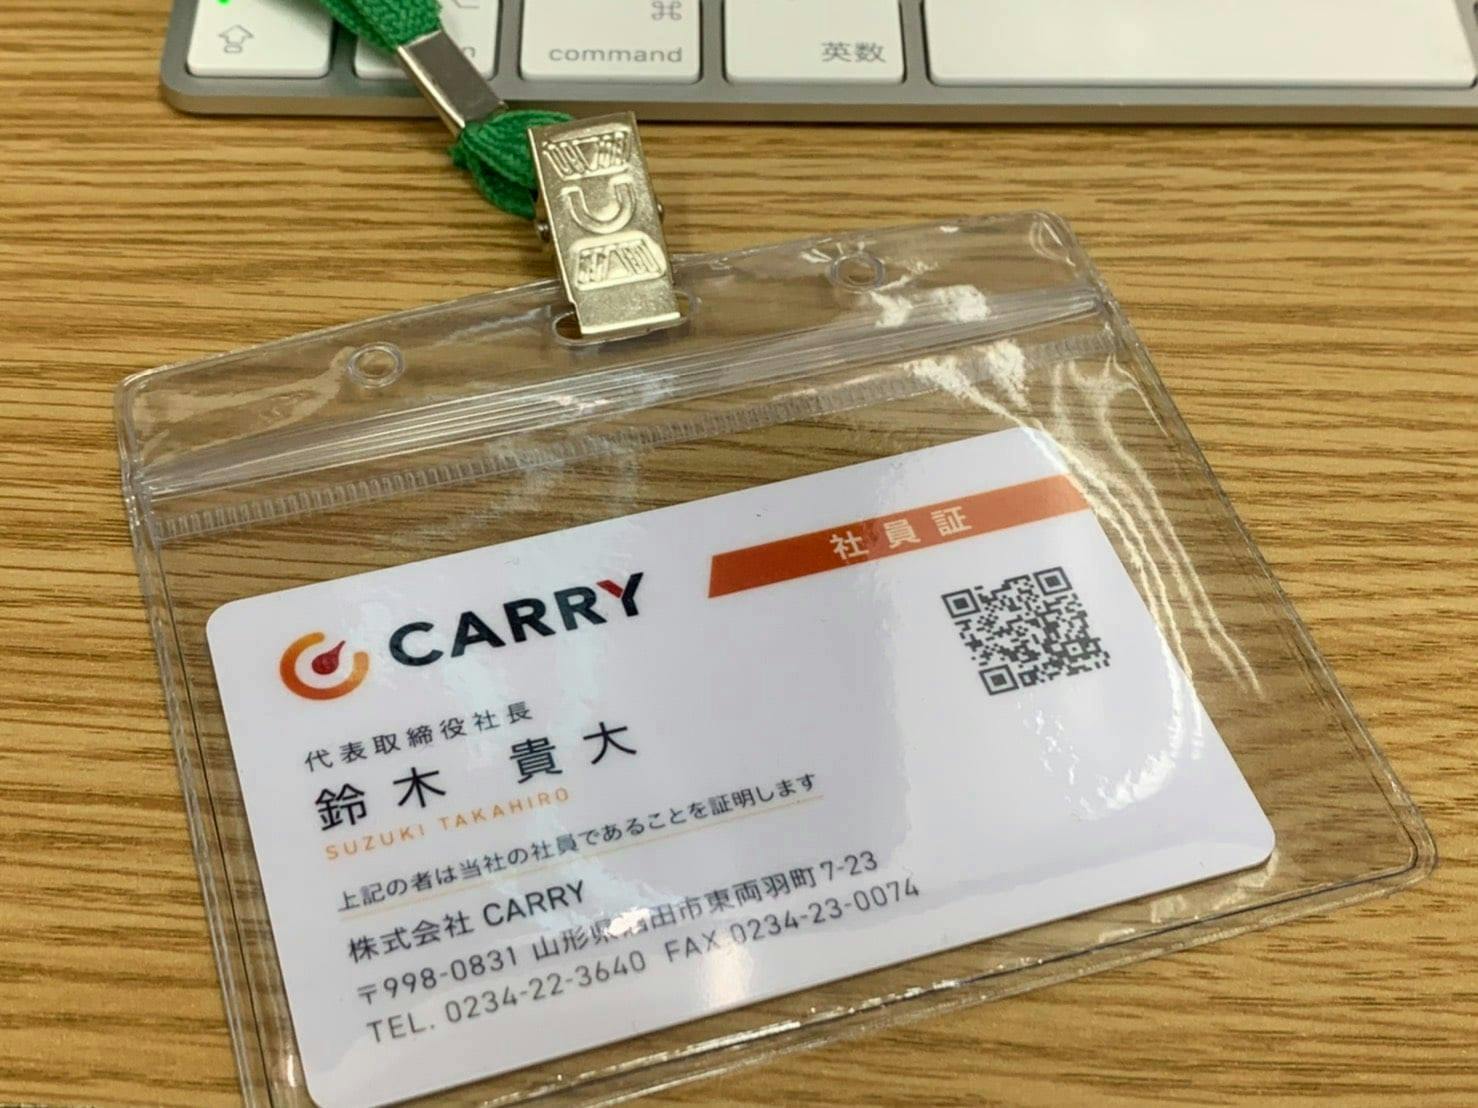 command
英数
社員証
CARRY
代表取締役社長
鈴木 貴大
SUZUKI TAKAHIRO
上記の者は当社の社員であることを証明します
株式会社 CARRY
〒998-0831 山形県酒田市東両羽町7-23
TEL. 0234-22-3640 FAX 0234-23-0074